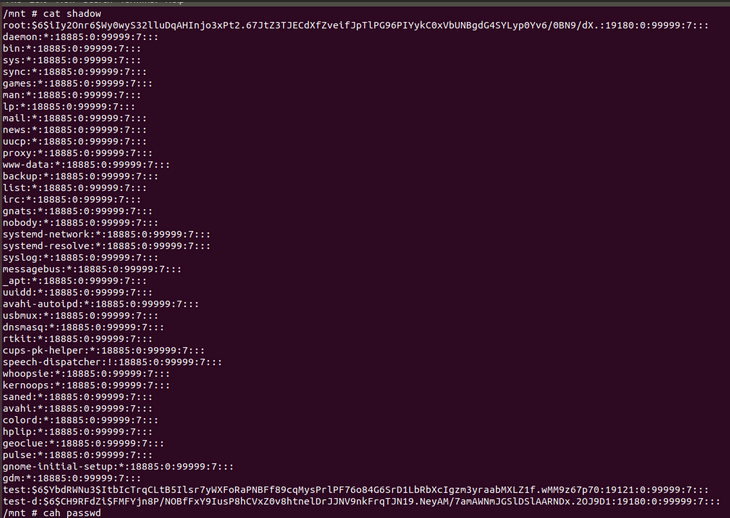 /mnt # cat shadow
root:$6$iIy2Onr6$Wy0wyS3ZlluDqAHInjo3xPt2.67JtZ3TJECdXfZveifJpTlPG96PIYykC0xVbUNBgdG4SYLyp0Yv6/0BN9/dX.:19180:0:99999:7:::
daemon:*:18885:0:99999:7:::
bin:*:18885:0:99999:7:::
sys:*:18885:0:99999:7:::
sync:*:18885:0:99999:7:::
games:*:18885:0:99999:7:::
man:*:18885:0:99999:7:::
lp:*:18885:0:99999:7:::
mail:*:18885:0:99999:7:::
news:*:18885:0:99999:7:::
uucp:*:18885:0:99999:7:::
proxy:*:18885:0:99999:7:::
www-data:*:18885:0:99999:7:::
backup:*:18885:0:99999:7:::
list:*:18885:0:99999:7:::
irc:*:18885:0:99999:7:::
gnats:*:18885:0:99999:7:::
nobody:*:18885:0:99999:7:::
systemd-network:*:18885:0:99999:7:::
systemd-resolve:*:18885:0:99999:7:::
syslog:*:18885:0:99999:7:::
messagebus:*:18885:0:99999:7:::
_apt:*:18885:0:99999:7:::
uuidd:*:18885:0:99999:7:::
avahi-autoipd:*:18885:0:99999:7:::
usbmux:*:18885:0:99999:7:::
dnsmasq:*:18885:0:99999:7:::
rtkit:*:18885:0:99999:7:::
cups-pk-helper:*:18885:0:99999:7:::
speech-dispatcher:!:18885:0:99999:7:::
whoopsie:*:18885:0:99999:7:::
kernoops:*:18885:0:99999:7:::
saned:*:18885:0:99999:7:::
avahi:*:18885:0:99999:7:::
colord:*:18885:0:99999:7:::
hplip:*:18885:0:99999:7:::
geoclue:*:18885:0:99999:7:::
pulse:*:18885:0:99999:7:::
gnome-initial-setup:*:18885:0:99999:7:::
gdm:*:18885:0:99999:7:::
test:$6$YbdRWNu3$ItbIcTrqCLtB5Ilsr7yWXFoRaPNBFf89cqMysPrlPF76o84G6SrD1LbRbXcIgzm3yraabMXLZ1f.wMM9z67p70:19121:0:99999:7:::
test-d:$6$CH9RFdZi$FMFYjn8P/NOBfFxY9IusP8hCVxZ0v8htnelDrJJNV9nkFrqTJN19.NeyAM/7amAWNmJGSlDSlAARNDx.2OJ9D1:19180:0:99999:7:::
/mnt # cah passwd